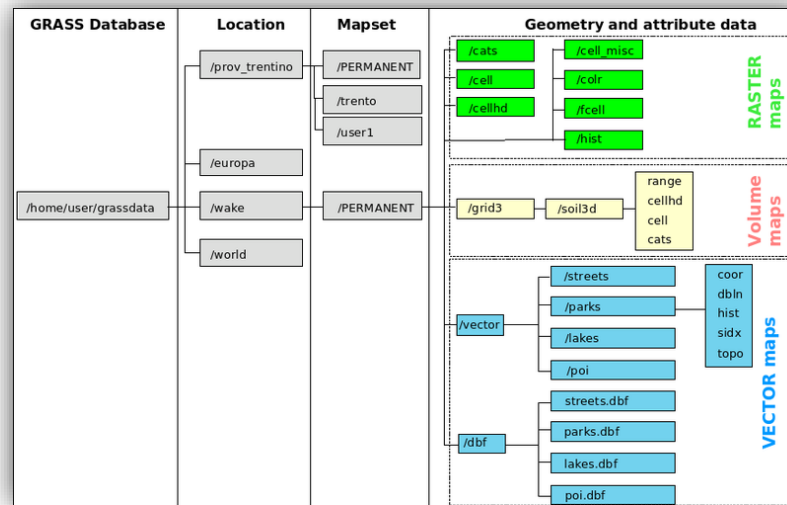 GRASS Database
Location
Mapset
Geometry and attribute data
/home/user/grassdata
/prov_trentino
/europa
/wake
/world
/PERMANENT
/trento
/user1
/PERMANENT
/cats
/cell
/cellhd
/cell_misc
/colr
/fcell
/hist
RASTER
maps
/grid3
/soil3d
range
cellhd
cell
cats
Volume
maps
/vector
/streets
/parks
/lakes
/poi
coor
dbln
hist
sidx
topo
/dbf
streets.dbf
parks.dbf
lakes.dbf
poi.dbf
VECTOR maps